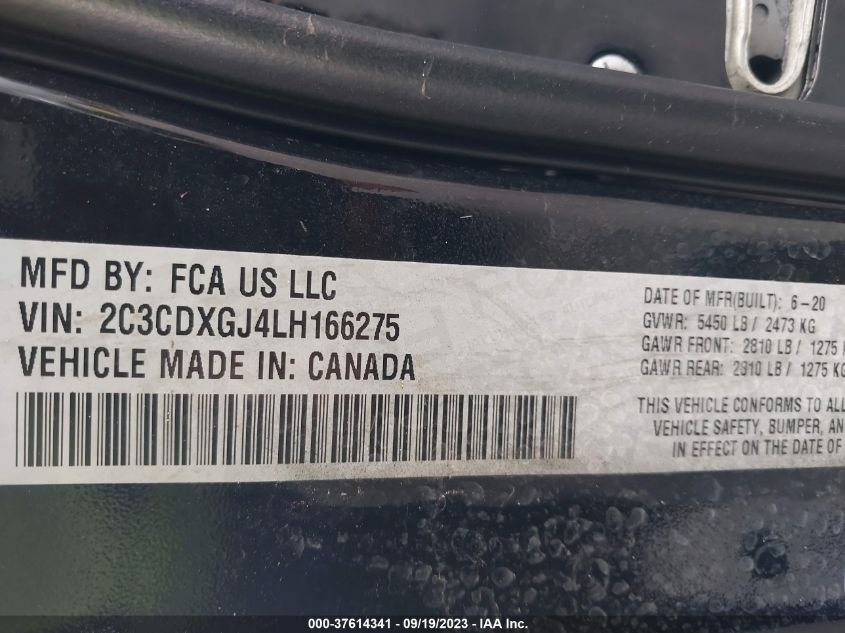 MFD BY: FCA US LLC
VIN: 2C3CDXGJ4LH166275
VEHICLE MADE IN: CANADA
DATE OF MFR(BUILT): 6-20
GVWR: 5450 LB / 2473 KG
GAWR FRONT: 2810 LB / 1275
GAWR REAR: 2810 LB / 1275 KG
THIS VEHICLE CONFORMS TO ALL
VEHICLE SAFETY, BUMPER, AN
IN EFFECT ON THE DATE OF
000-37614341 - 09/19/2023 - IAA Inc.